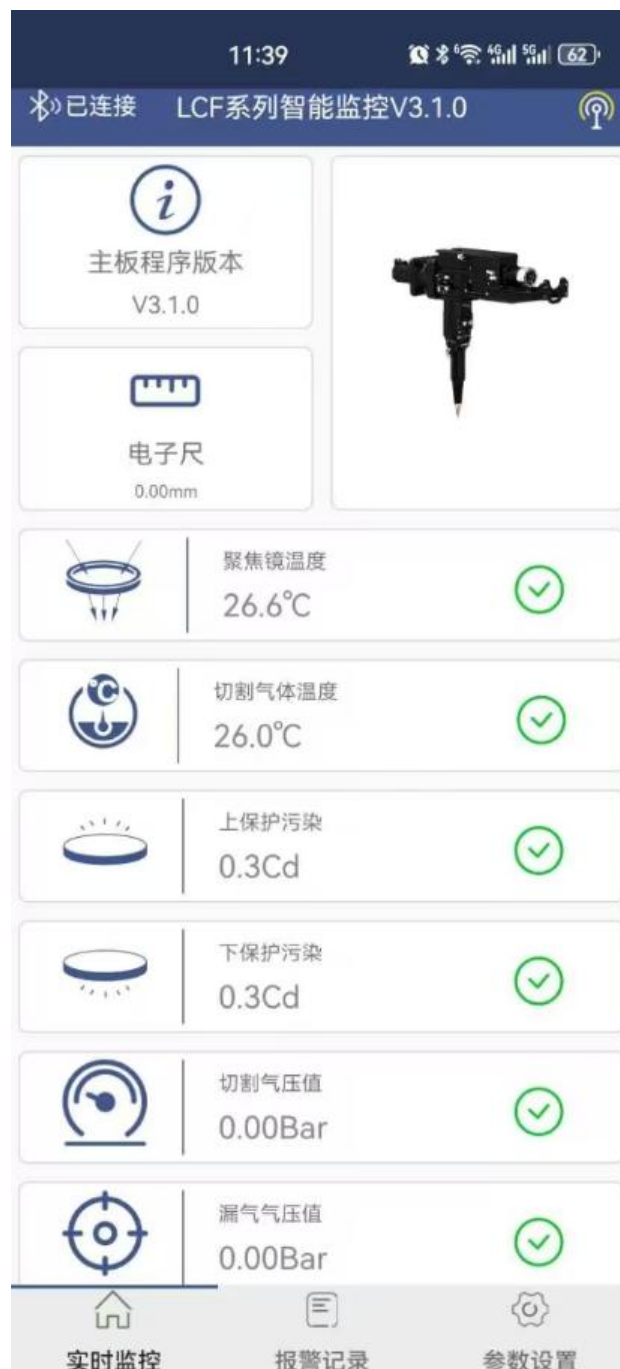 11:39
6 4G 5G 62
已连接 LCF系列智能监控V3.1.0
主板程序版本
V3.1.0
电子尺
0.00mm
聚焦镜温度
26.6℃
℃
切割气体温度
26.0℃
上保护污染
0.3Cd
下保护污染
0.3Cd
切割气压值
0.00Bar
漏气气压值
0.00Bar
实时监控 报警记录 参数设置